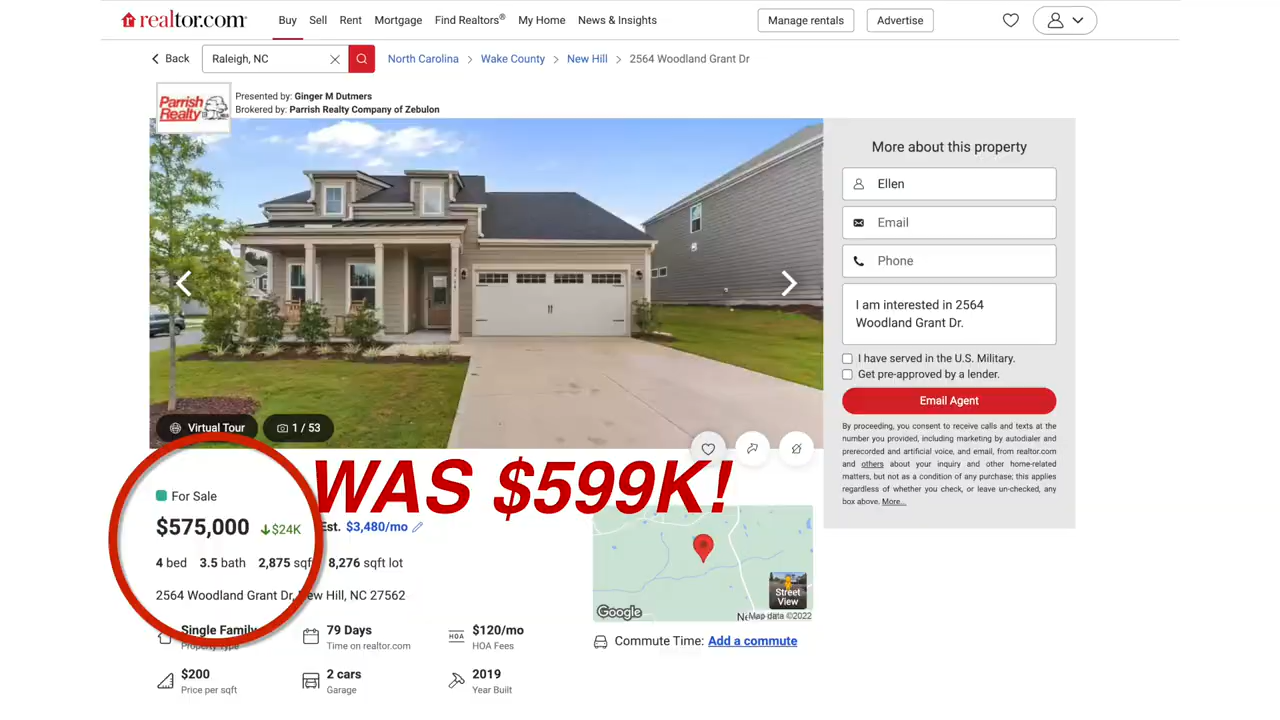 realtor.com
Buy Sell Rent Mortgage Find Realtors® My Home News & Insights
Manage rentals Advertise
Back Raleigh, NC North Carolina > Wake County > New Hill > 2564 Woodland Grant Dr
Parrish Realty
Presented by: Ginger M Dutmers
Brokered by: Parrish Realty Company of Zebulon
Virtual Tour 1 / 53
More about this property
Ellen
Email
Phone
I am interested in 2564
Woodland Grant Dr.
I have served in the U.S. Military.
Get pre-approved by a lender.
Email Agent
By proceeding, you consent to receive calls and texts at the
number you provided, including marketing by autodialer and
prerecorded and artificial voice, and email, from realtor.com
and others about your inquiry and other home-related
matters, but not as a condition of any purchase; this applies
regardless of whether you check, or leave un-checked, any
box above. More...
WAS $599K!
For Sale
$575,000 $24K Est. $3,480/mo
4 bed 3.5 bath 2,875 sqft 8,276 sqft lot
2564 Woodland Grant Dr, New Hill, NC 27562
Single Family
Property Type
79 Days
Time on realtor.com
$120/mo
HOA Fees
HOA
$200
Price per sqft
2 cars
Garage
2019
Year Built
Street
View
Google
Map data ©2022
Commute Time: Add a commute